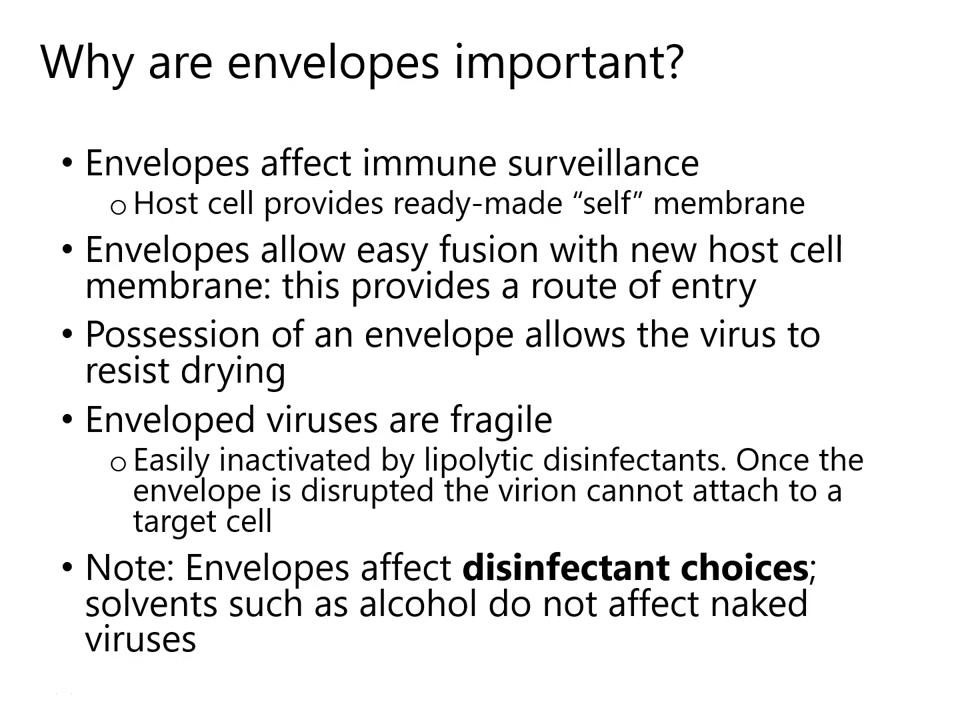 Why are envelopes important?
• Envelopes affect immune surveillance
o Host cell provides ready-made “self” membrane
• Envelopes allow easy fusion with new host cell
membrane: this provides a route of entry
• Possession of an envelope allows the virus to
resist drying
• Enveloped viruses are fragile
o Easily inactivated by lipolytic disinfectants. Once the
envelope is disrupted the virion cannot attach to a
target cell
• Note: Envelopes affect disinfectant choices;
solvents such as alcohol do not affect naked
viruses